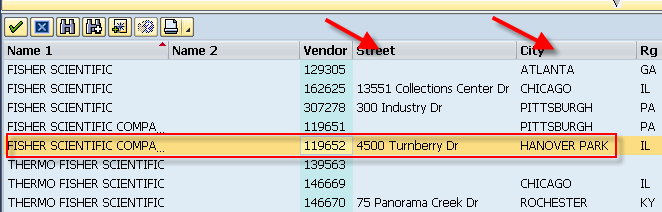 Name 1 Name 2 Vendor Street City Rg
FISHER SCIENTIFIC 129305 ATLANTA GA
FISHER SCIENTIFIC 162625 13551 Collections Center Dr CHICAGO IL
FISHER SCIENTIFIC 307278 300 Industry Dr PITTSBURGH PA
FISHER SCIENTIFIC COMPA... 119651 PITTSBURGH PA
FISHER SCIENTIFIC COMPA... 119652 4500 Turnberry Dr HANOVER PARK IL
THERMO FISHER SCIENTIFIC 139563
THERMO FISHER SCIENTIFIC 146669 CHICAGO IL
THERMO FISHER SCIENTIFIC 146670 75 Panorama Creek Dr ROCHESTER KY